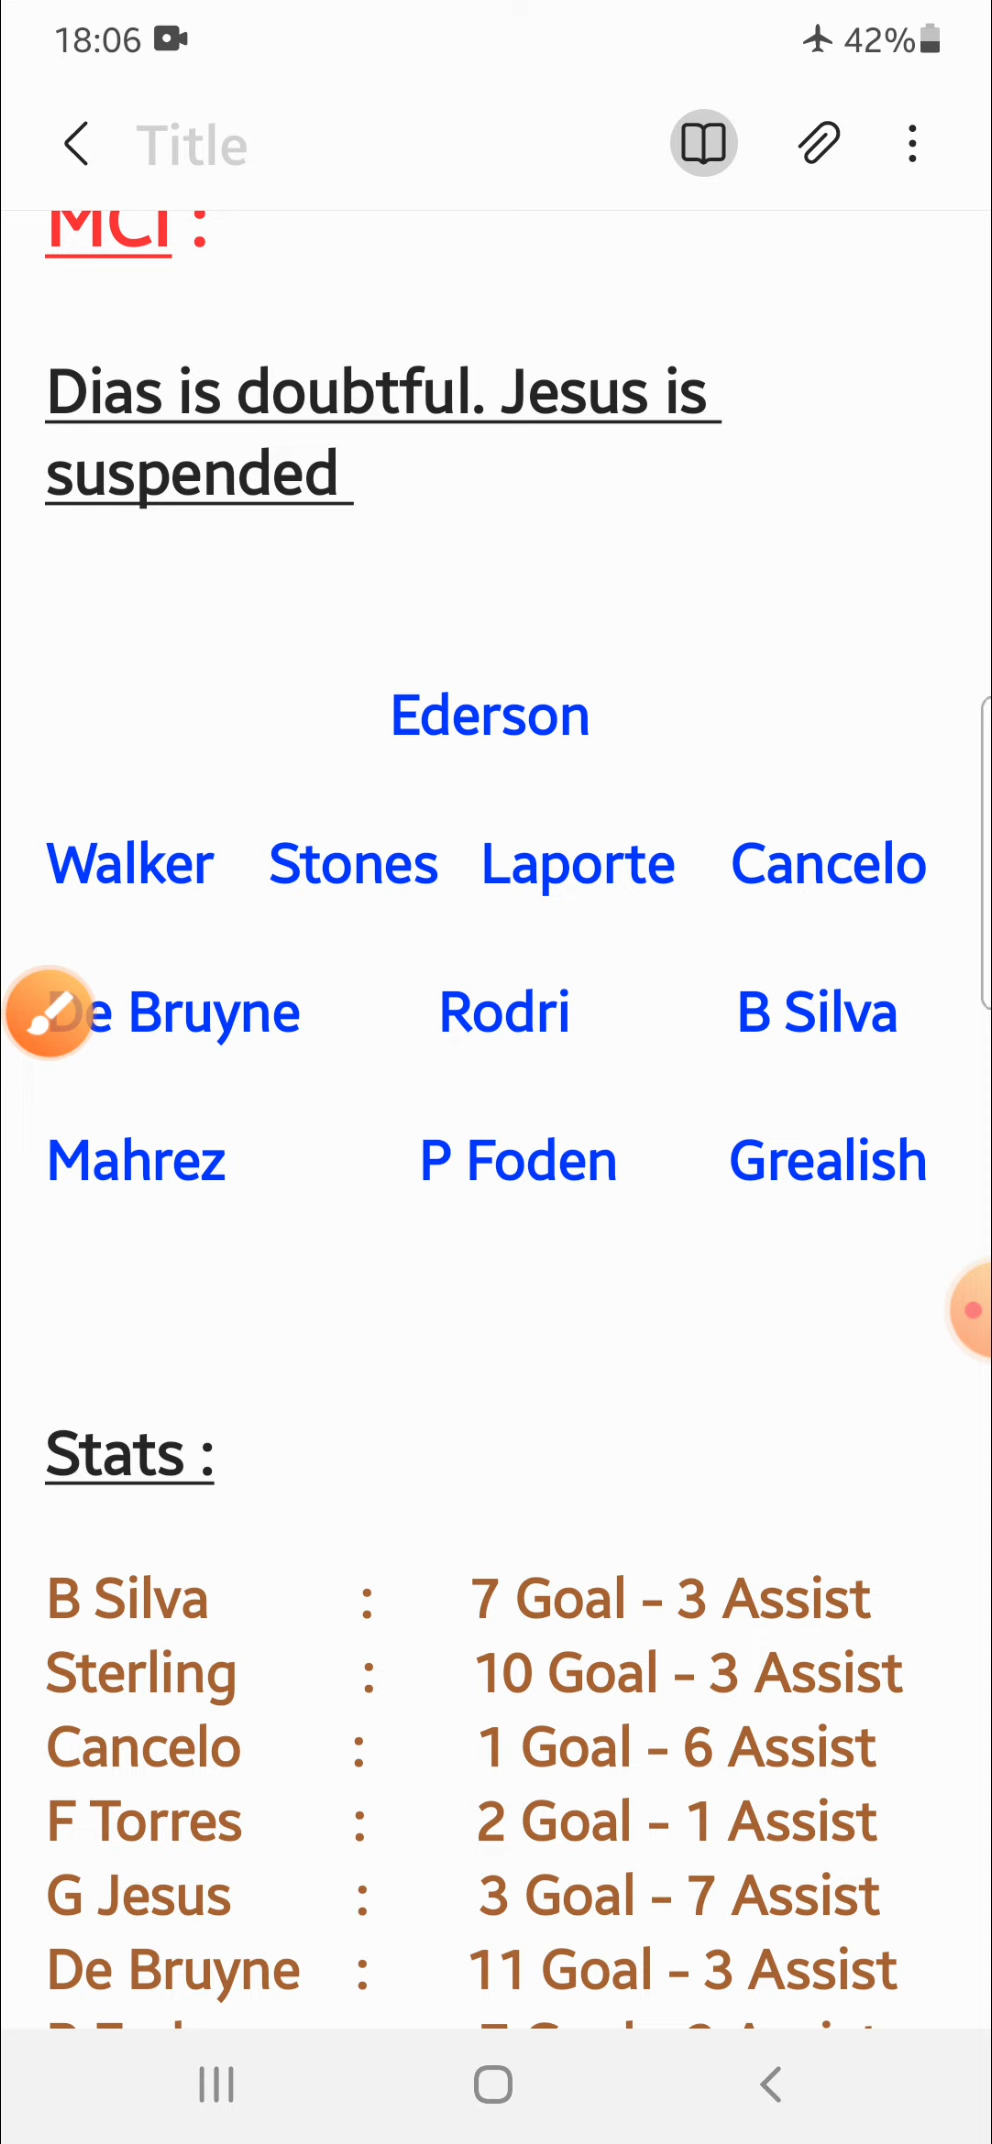 18:06 42%
Title
MCI :
Dias is doubtful. Jesus is
suspended
Ederson
Walker Stones Laporte Cancelo
De Bruyne Rodri B Silva
Mahrez P Foden Grealish
Stats :
B Silva : 7 Goal - 3 Assist
Sterling : 10 Goal - 3 Assist
Cancelo : 1 Goal - 6 Assist
F Torres : 2 Goal - 1 Assist
G Jesus : 3 Goal - 7 Assist
De Bruyne : 11 Goal - 3 Assist